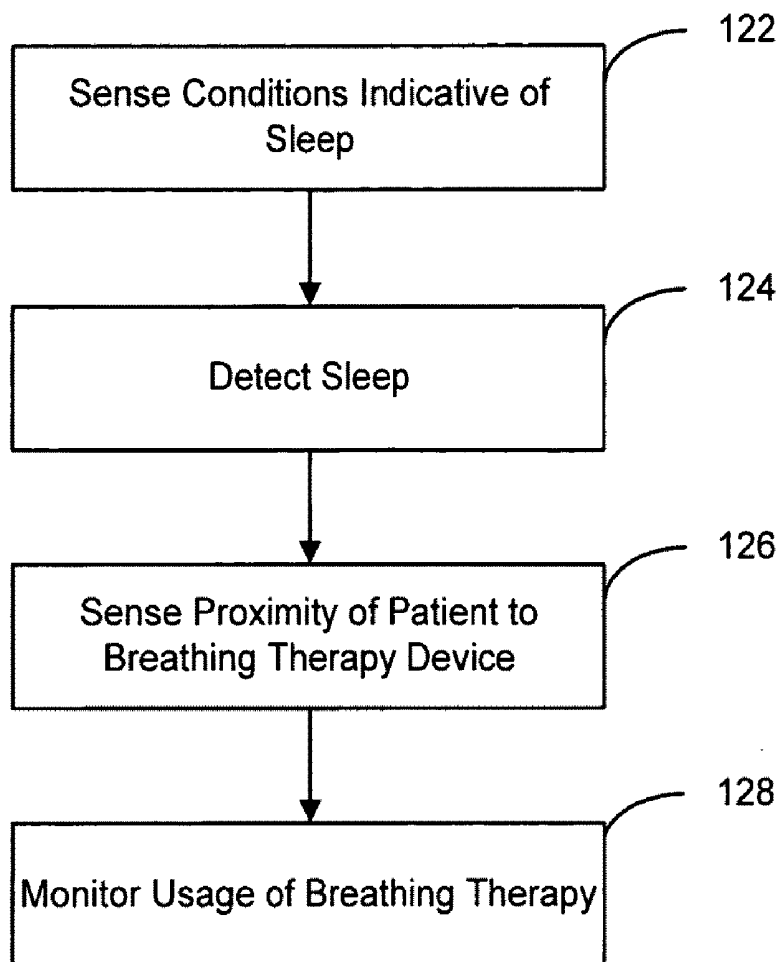 122
Sense Conditions Indicative of
Sleep
124
Detect Sleep
126
Sense Proximity of Patient to
Breathing Therapy Device
128
Monitor Usage of Breathing Therapy